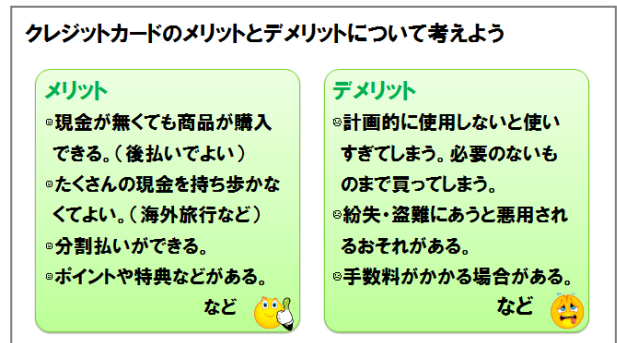 クレジットカードのメリットとデメリットについて考えよう
メリット
現金が無くても商品が購入
できる。(後払いでよい)
たくさんの現金を持ち歩かな
くてよい。(海外旅行など)
分割払いができる。
ポイントや特典などがある。
など
デメリット
計画的に使用しないと使い
すぎてしまう。必要のないも
のまで買ってしまう。
紛失・盗難にあうと悪用され
るおそれがある。
手数料がかかる場合がある。
など